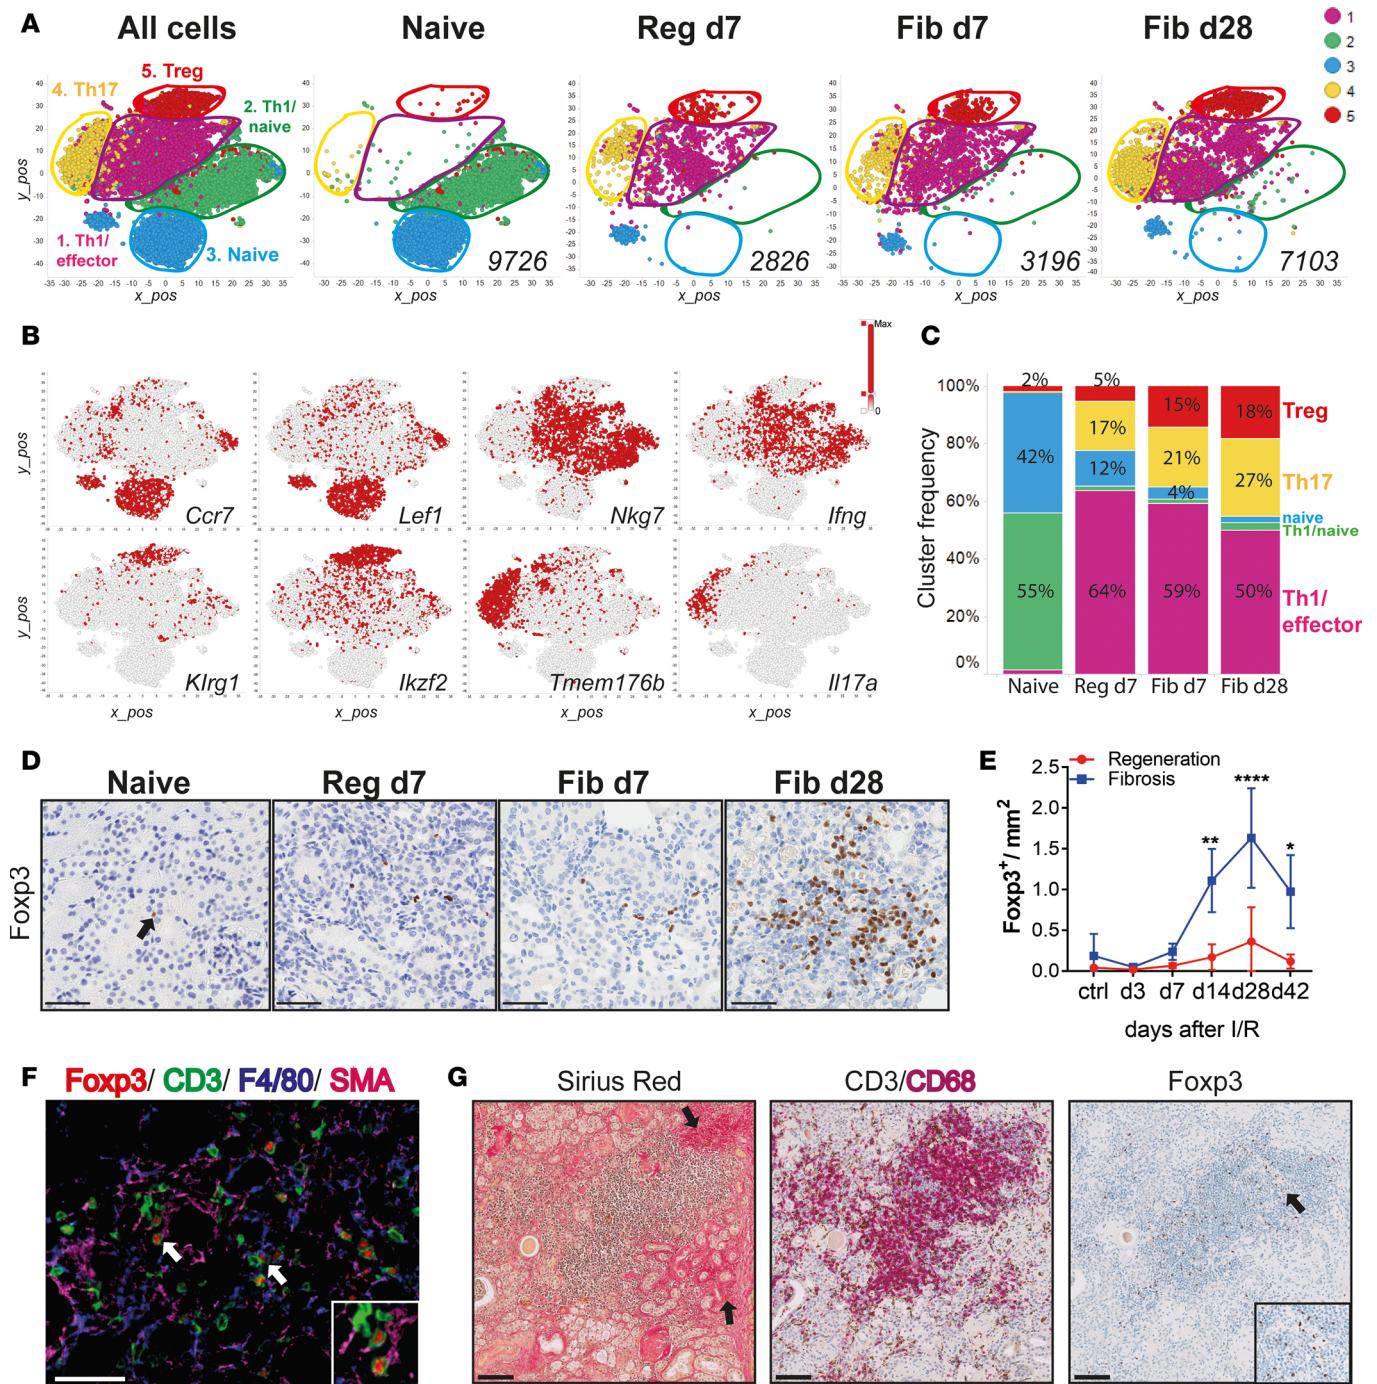 A
All cells
Naive
Reg d7
Fib d7
Fib d28
1
2
3
4
5
5. Treg
4. Th17
2. Th1/
naive
1. Th1/
effector
3. Naive
9726
2826
3196
7103
y_pos
x_pos
x_pos
x_pos
x_pos
x_pos
B
Max
0
y_pos
Ccr7
Lef1
Nkg7
Ifng
y_pos
Klrg1
Ikzf2
Tmem176b
Il17a
x_pos
x_pos
x_pos
x_pos
C
Cluster frequency
100%
80%
60%
40%
20%
0%
2%
42%
55%
5%
17%
12%
64%
15%
21%
4%
59%
18%
27%
50%
Treg
Th17
naive
Th1/naive
Th1/
effector
Naive
Reg d7
Fib d7
Fib d28
D
Naive
Reg d7
Fib d7
Fib d28
Foxp3
E
Regeneration
Fibrosis
Foxp3+/ mm2
2.5
2.0
1.5
1.0
0.5
0.0
**
****
*
ctrl d3 d7 d14 d28 d42
days after I/R
F
Foxp3/ CD3/ F4/80/ SMA
G
Sirius Red
CD3/CD68
Foxp3